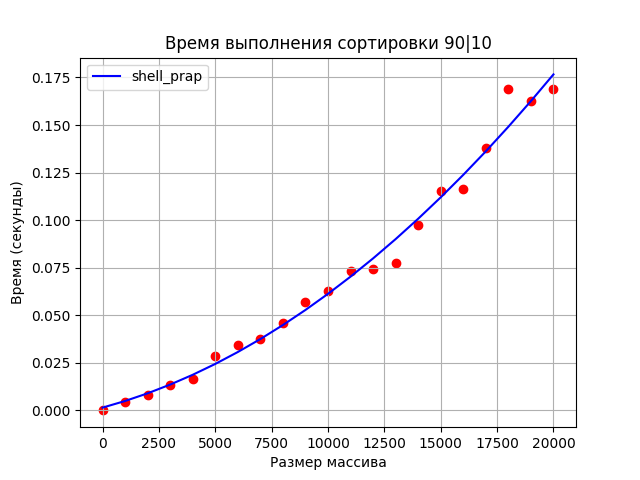 Время выполнения сортировки 90|10
shell_prap
Время (секунды)
0.175
0.150
0.125
0.100
0.075
0.050
0.025
0.000
0 2500 5000 7500 10000 12500 15000 17500 20000
Размер массива